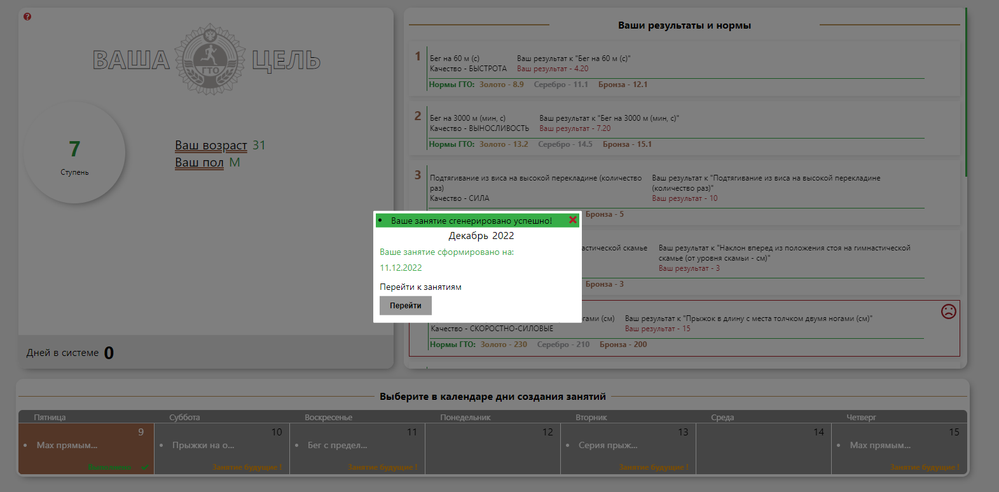 ВАША ГТО ЦЕЛЬ
7
Ступень
Ваш возраст 31
Ваш пол М
Дней в системе 0
Ваши результаты и нормы
1
Бег на 60 м (с)
Качество - БЫСТРОТА
Ваш результат к "Бег на 60 м (с)"
Ваш результат - 4.20
Нормы ГТО: Золото - 8.9 Серебро - 11.1 Бронза - 12.1
2
Бег на 3000 м (мин, с)
Качество - ВЫНОСЛИВОСТЬ
Ваш результат к "Бег на 3000 м (мин, с)"
Ваш результат - 7.20
Нормы ГТО: Золото - 13.2 Серебро - 14.5 Бронза - 15.1
3
Подтягивание из виса на высокой перекладине (количество
раз)
Качество - СИЛА
Ваш результат к "Подтягивание из виса на высокой перекладине
(количество раз)"
Ваш результат - 10
Бронза - 5
скамье
Ваш результат к "Наклон вперед из положения стоя на гимнастической
скамье (от уровня скамьи - см)"
Ваш результат - 3
Бронза - 3
(см)
Качество - СКОРОСТНО-СИЛОВЫЕ
Ваш результат к "Прыжок в длину с места толчком двумя ногами (см)"
Ваш результат - 15
Нормы ГТО: Золото - 230 Серебро - 210 Бронза - 200
Ваше занятие сгенерировано успешно!
Декабрь 2022
Ваше занятие сформировано на:
11.12.2022
Перейти к занятиям
Перейти
Выберите в календаре дни создания занятий
Пятница Суббота Воскресенье Понедельник Вторник Среда Четверг
9 10 11 12 13 14 15
Мах прямым... Прыжки на о... Бег с предел... Серия прыж... Мах прямым...
Выполнено Занятие будущие ! Занятие будущие ! Занятие будущие ! Занятие будущие !